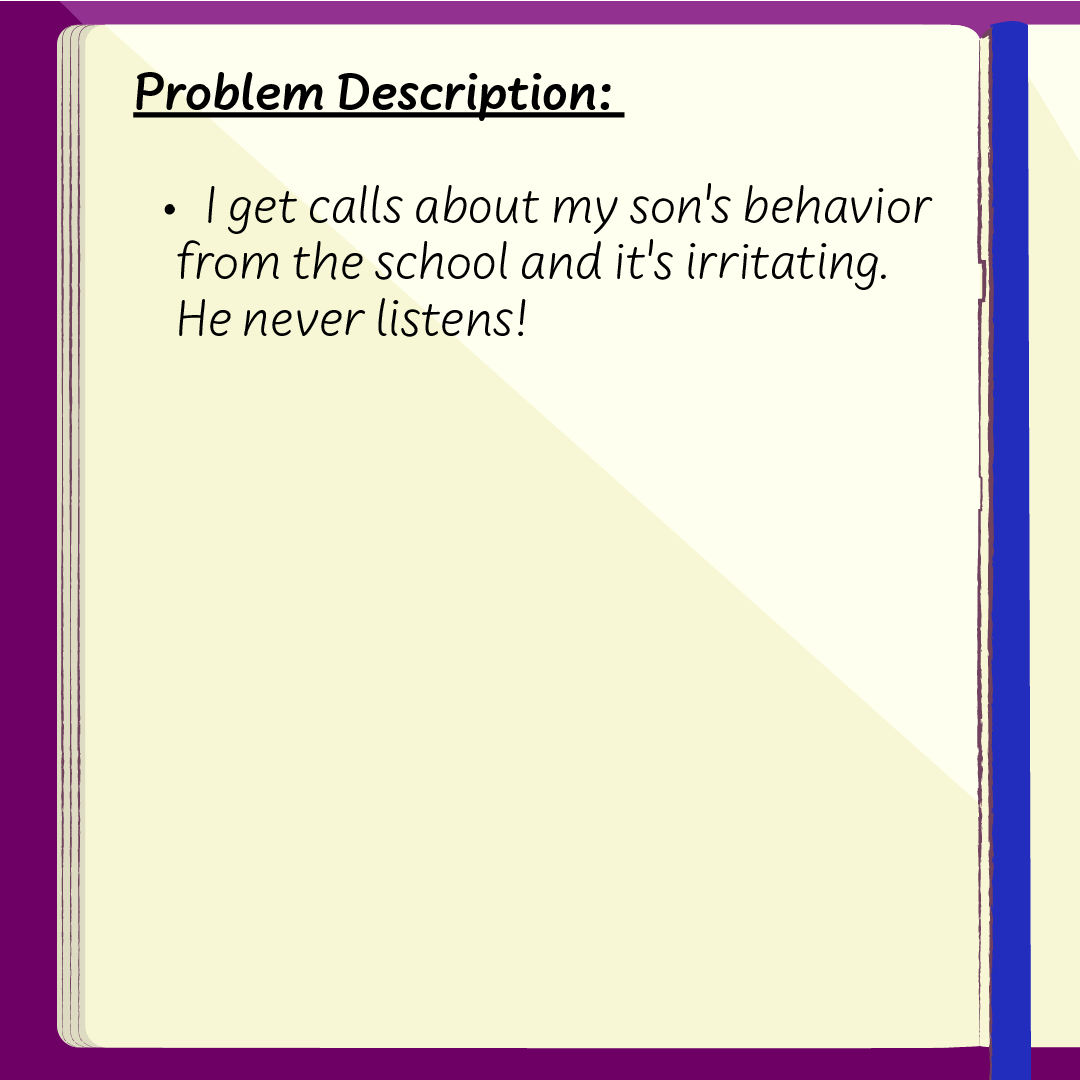 Problem Description:
• I get calls about my son's behavior
from the school and it's irritating.
He never listens!